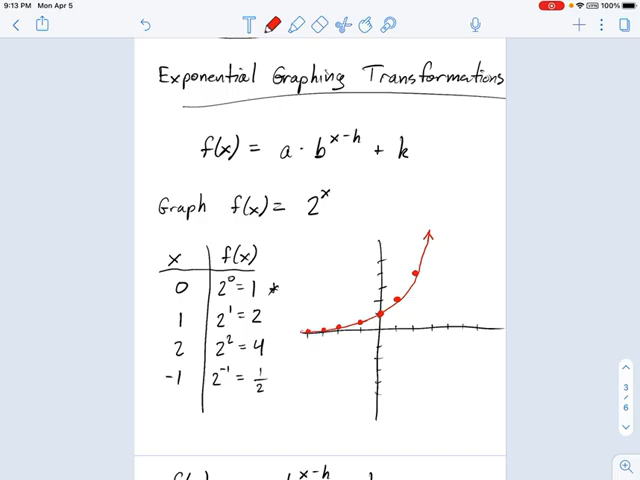 9:13 PM Mon Apr 5
VPN 100%
Exponential Graphing Transformations
f(x) = a · b^(x-h) + k
Graph f(x) = 2^x
x f(x)
0 2^0 = 1 *
1 2^1 = 2
2 2^2 = 4
-1 2^-1 = 1/2
3 / 6
x-h